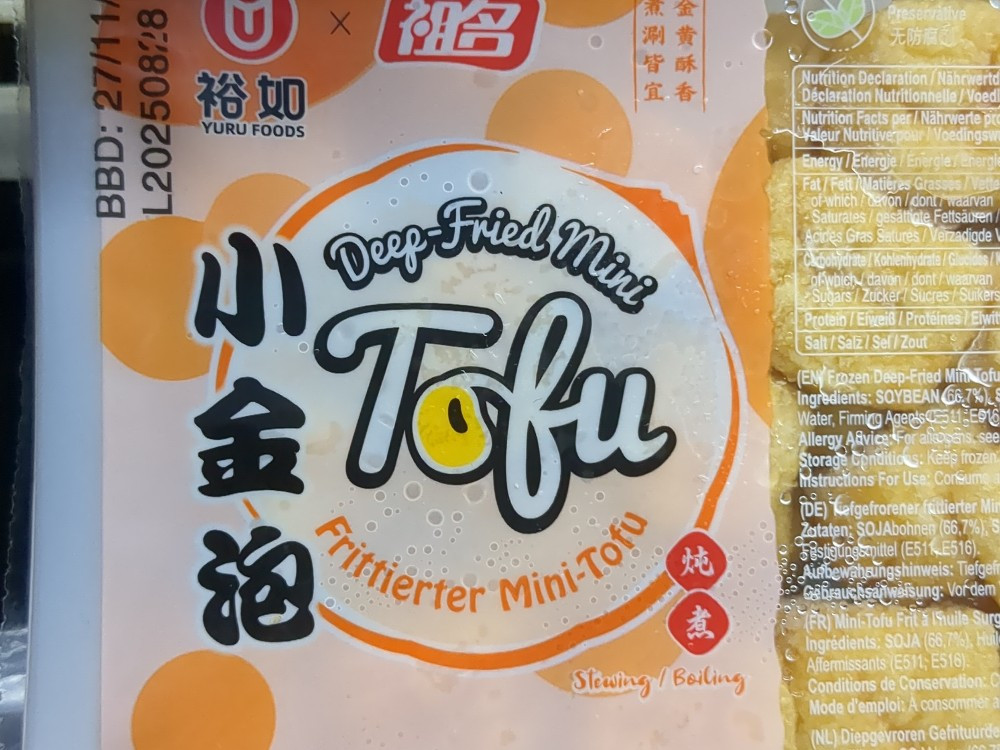 BBD: 27/11/
L20250828
裕如
YURU FOODS
×
祖名
金黄酥香
煮涮皆宜
Preservative
无防腐
小金泡
Deep-Fried Mini
Tofu
Frittierter Mini-Tofu
炖煮
Stewing / Boiling
Nutrition Declaration / Nährwertd
Déclaration Nutritionnelle / Voedi
Nutrition Facts per / Nährwerte pro
Valeur Nutritive pour / Voedingsw
Energy / Energie / Énergie / Energie
Fat / Fett / Matières Grasses / Vette
of which / davon / dont / waarvan
- Saturates / gesättigte Fettsäuren /
Acides Gras Saturés / Verzadigde V
Carbohydrate / Kohlenhydrate / Glucides / K
of which / davon / dont / waarvan
- Sugars / Zucker / Sucres / Suikers
Protein / Eiweiß / Protéines / Eiwit
Salt / Salz / Sel / Zout
(EN) Frozen Deep-Fried Mini Tofu
Ingredients: SOYBEAN (66,7%),
Water, Firming Agents (E511, E516
Allergy Advice: For allergens, see
Storage Conditions: Keep frozen
Instructions For Use: Consume
(DE) Tiefgefrorener frittierter Min
Zutaten: SOJAbohnen (66,7%), S
Festigungsmittel (E511, E516).
Aufbewahrungshinweis: Tiefgefr
Gebrauchsanweisung: Vor dem
(FR) Mini-Tofu Frit à l'huile Surg
Ingrédients: SOJA (66,7%), Huil
Affermissants (E511, E516).
Conditions de Conservation: C
Mode d'emploi: A consommer a
(NL) Diepgevroren Gefrituurde